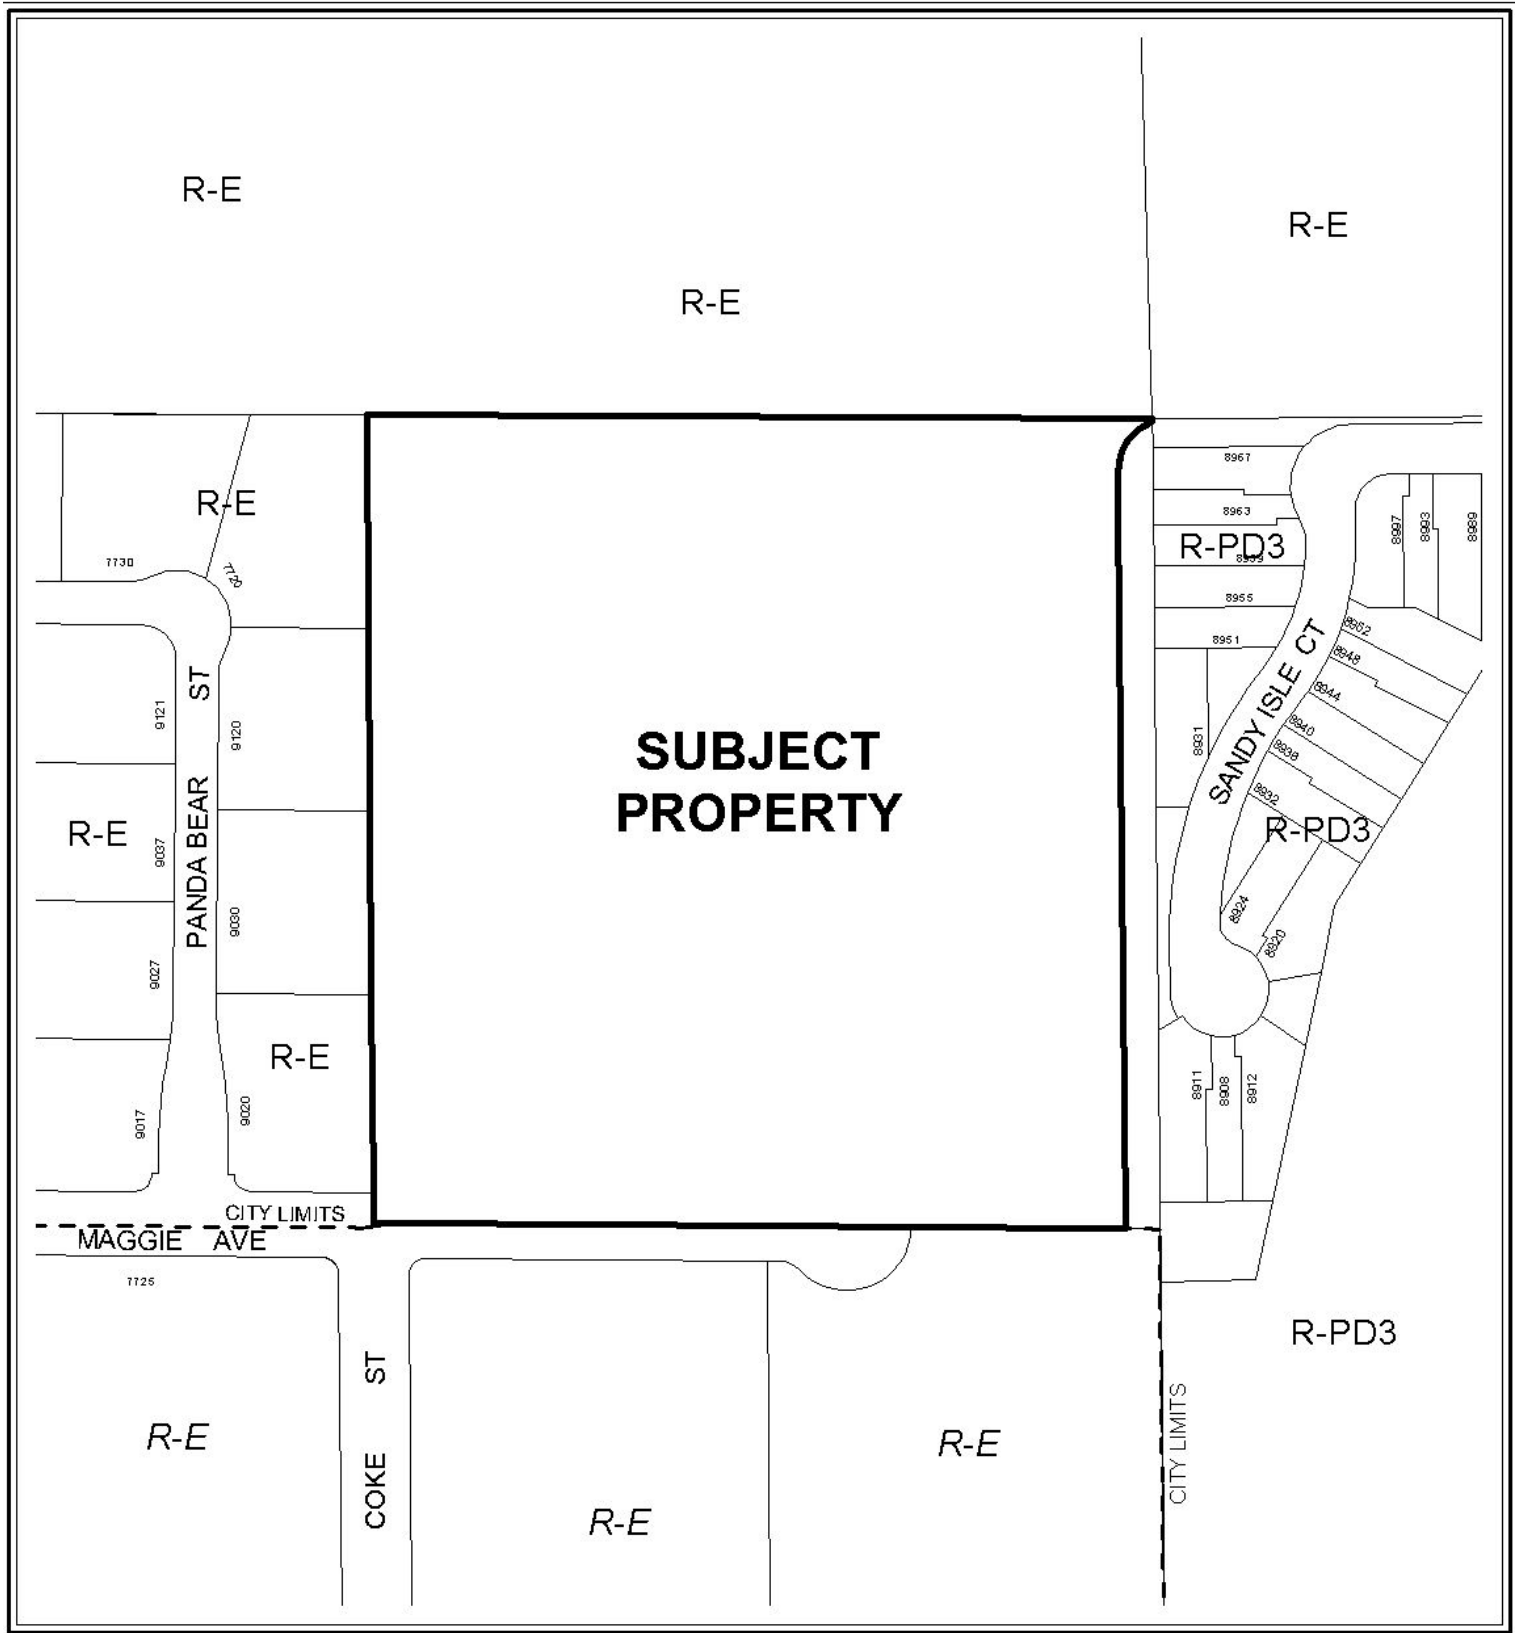 R-E
R-E
R-E
8967
R-E
8963
8997
8993
8989
R-PD3
8959
7730
7720
8955
8952
8951
8948
SANDY ISLE CT
8944
9121
PANDA BEAR ST
9120
8940
8931
8936
SUBJECT
PROPERTY
8932
R-E
9037
R-PD3
9030
8924
8920
9027
R-E
8911
8908
8912
9017
9020
CITY LIMITS
MAGGIE AVE
7725
R-PD3
COKE ST
R-E
R-E
CITY LIMITS
R-E